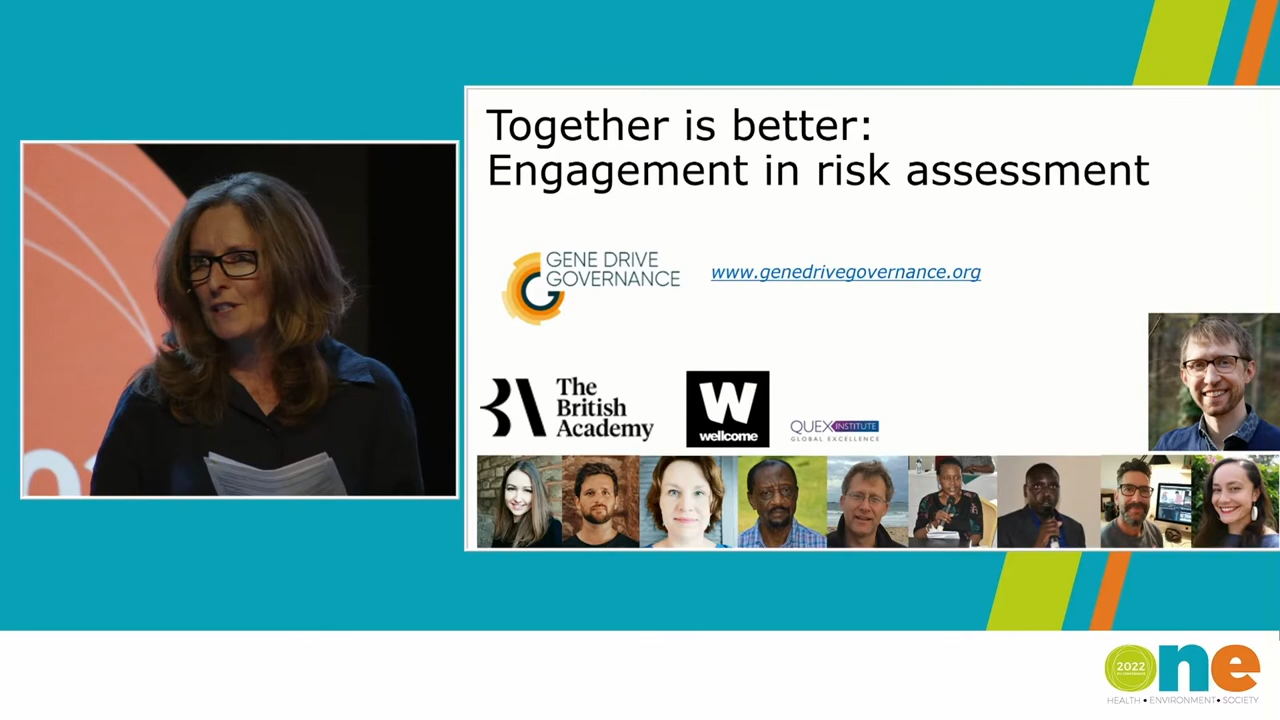 Together is better:
Engagement in risk assessment
GENE DRIVE
GOVERNANCE
www.genedrivegovernance.org
The
British
Academy
W
wellcome
QUEX INSTITUTE
GLOBAL EXCELLENCE
2022
one
HEALTH • ENVIRONMENT • SOCIETY